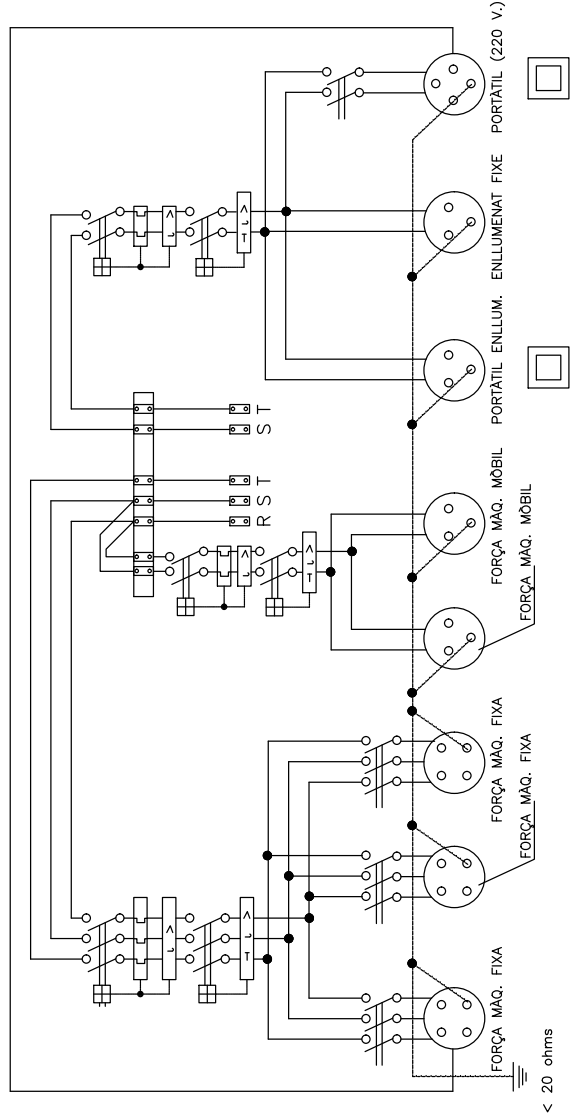 R S T
S T
I > I >
I >
I >
FORÇA MÀQ. FIXA
FORÇA MÀQ. FIXA
FORÇA MÀQ. FIXA
FORÇA MÀQ. MÒBIL
FORÇA MÀQ. MÒBIL
PORTÀTIL ENLLUM.
ENLLUMENAT FIXE
PORTÀTIL (220 V.)
< 20 ohms